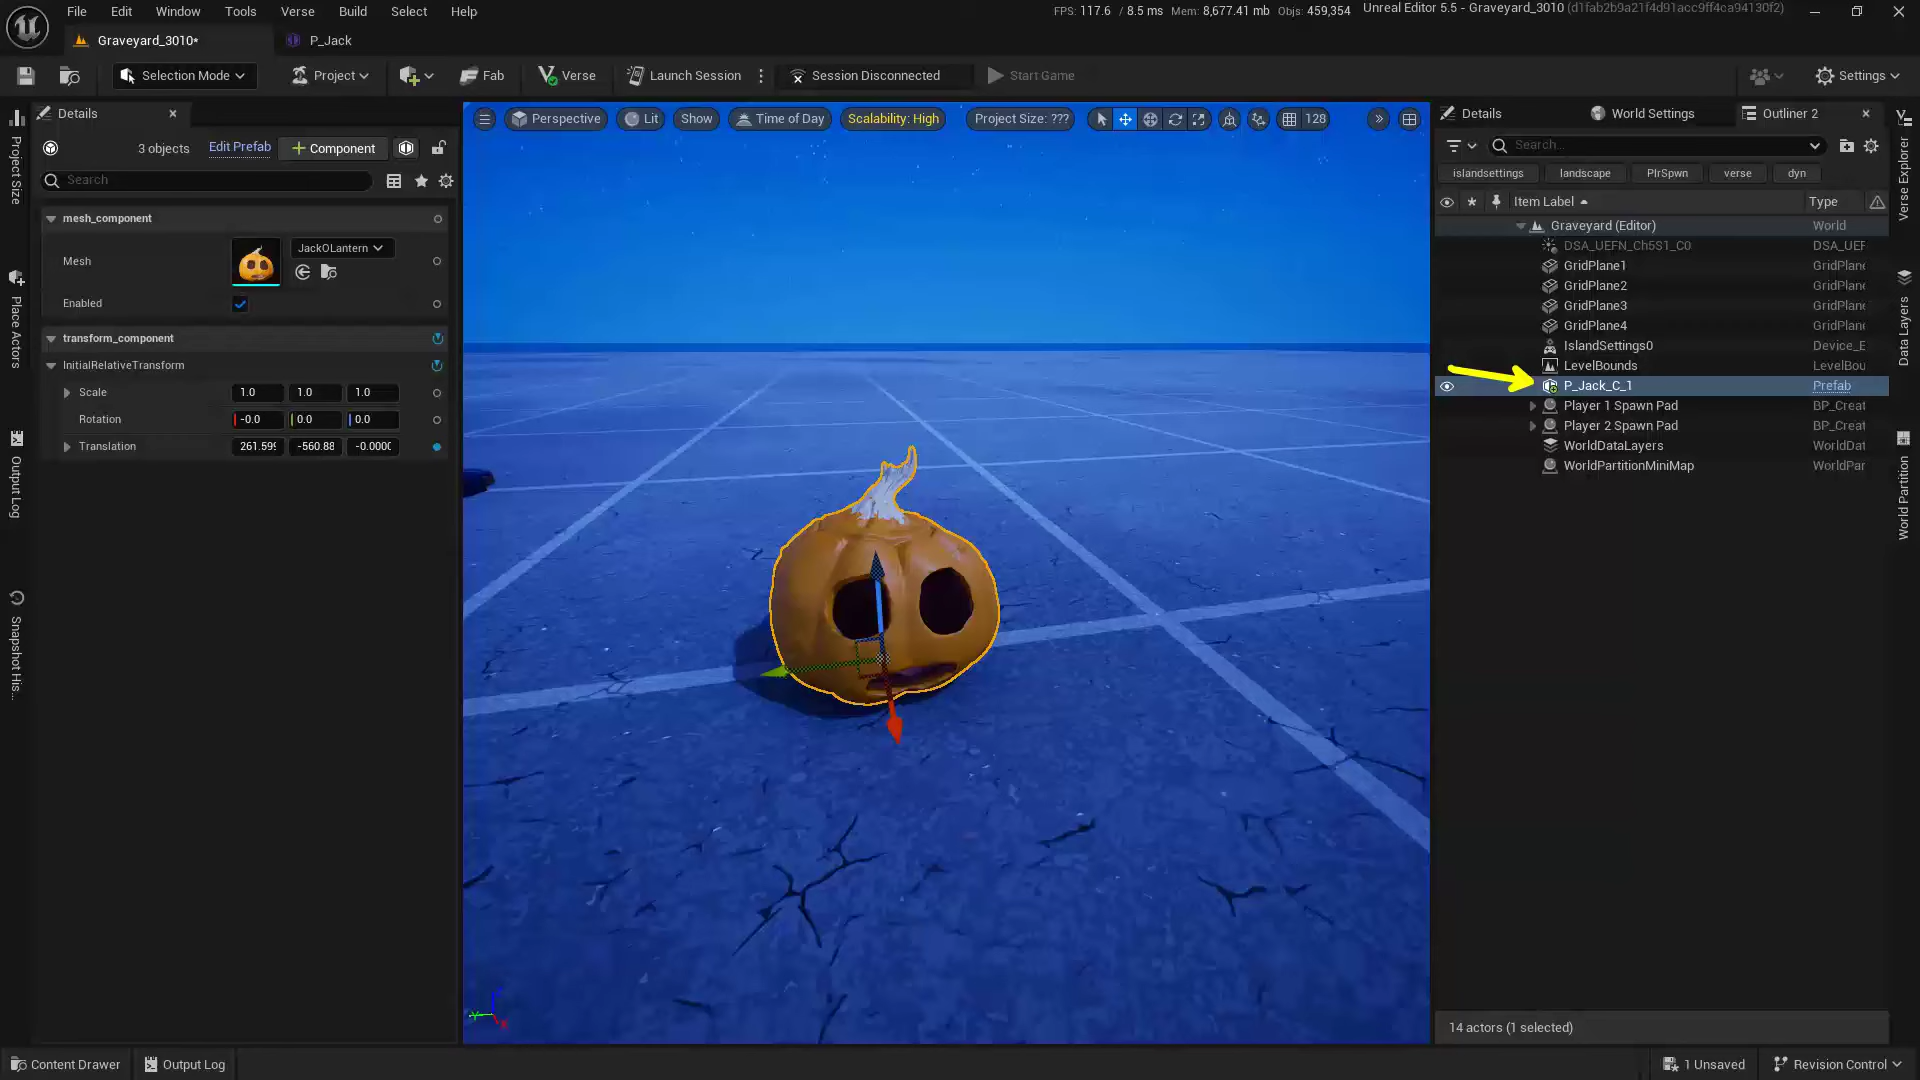 File Edit Window Tools Verse Build Select Help
FPS: 117.6 / 8.5 ms Mem: 8,677.41 mb Objs: 459,354
Unreal Editor 5.5 - Graveyard_3010 (d1fab2b9a21f4d91acc9ff4ca94130f2)
Graveyard_3010*
P_Jack
Selection Mode
Project
Fab
Verse
Launch Session
Session Disconnected
Start Game
Settings
Project Size
Place Actors
Output Log
Snapshot His...
Details
3 objects
Edit Prefab
+ Component
Search
mesh_component
Mesh
JackOLantern
Enabled
transform_component
InitialRelativeTransform
Scale 1.0 1.0 1.0
Rotation -0.0 0.0 0.0
Translation 261.599 -560.88 -0.0000
Perspective
Lit
Show
Time of Day
Scalability: High
Project Size: ???
128
Details
World Settings
Outliner 2
Search...
islandsettings landscape PlrSpwn verse dyn
Item Label Type
Graveyard (Editor) World
DSA_UEFN_Ch5S1_C0 DSA_UEF
GridPlane1 GridPlane
GridPlane2 GridPlane
GridPlane3 GridPlane
GridPlane4 GridPlane
IslandSettings0 Device_E
LevelBounds LevelBou
P_Jack_C_1 Prefab
Player 1 Spawn Pad BP_Creat
Player 2 Spawn Pad BP_Creat
WorldDataLayers WorldDat
WorldPartitionMiniMap WorldPar
14 actors (1 selected)
Verse Explorer
Data Layers
World Partition
Content Drawer
Output Log
1 Unsaved
Revision Control